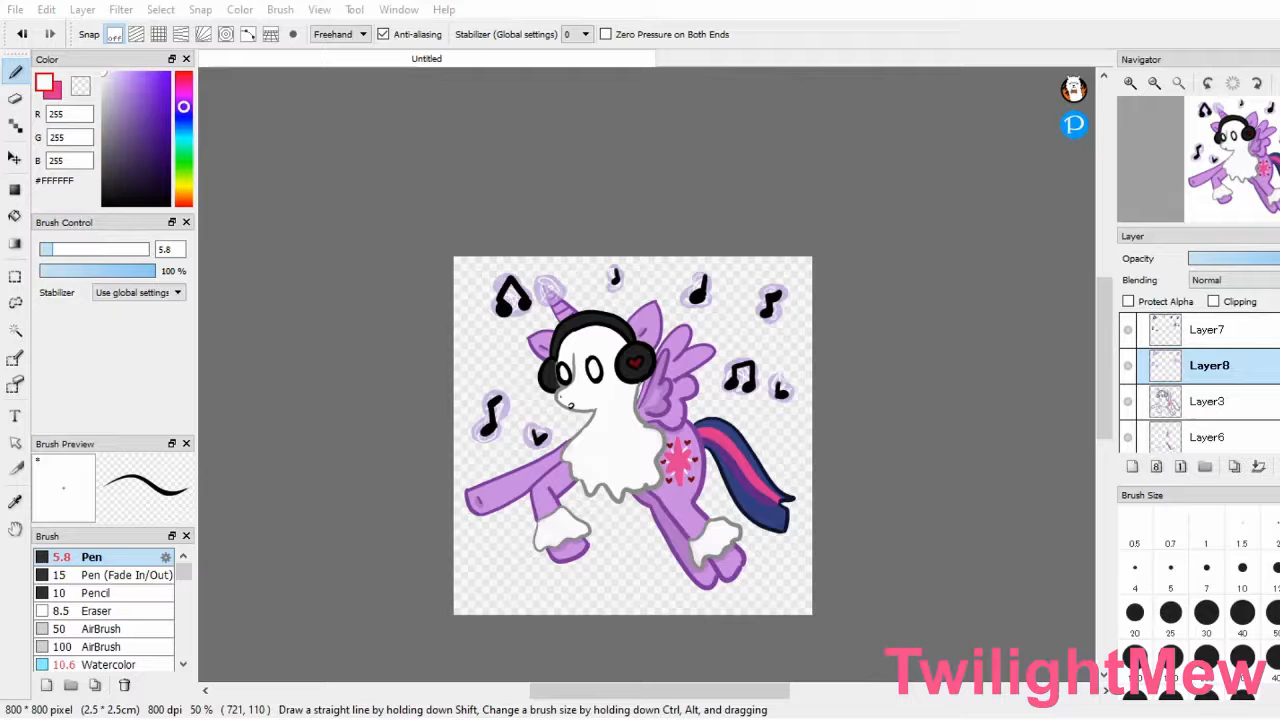 File Edit Layer Filter Select Snap Color Brush View Tool Window Help
Snap off Freehand Anti-aliasing Stabilizer (Global settings) 0 Zero Pressure on Both Ends
Color
Untitled
Navigator
R 255
G 255
B 255
#FFFFFF
Brush Control
5.8
100 %
Stabilizer Use global settings
Layer
Opacity
Blending Normal
Protect Alpha Clipping
Layer7
Layer8
Layer3
Layer6
Brush Preview
*
Brush Size
0.5 0.7 1 1.5 2 3
4 5 7 10 12
20 25 30 40
Brush
5.8 Pen
15 Pen (Fade In/Out)
10 Pencil
8.5 Eraser
50 AirBrush
100 AirBrush
10.6 Watercolor
TwilightMew
800 * 800 pixel (2.5 * 2.5cm) 800 dpi 50 % ( 721, 110 ) Draw a straight line by holding down Shift, Change a brush size by holding down Ctrl, Alt, and dragging